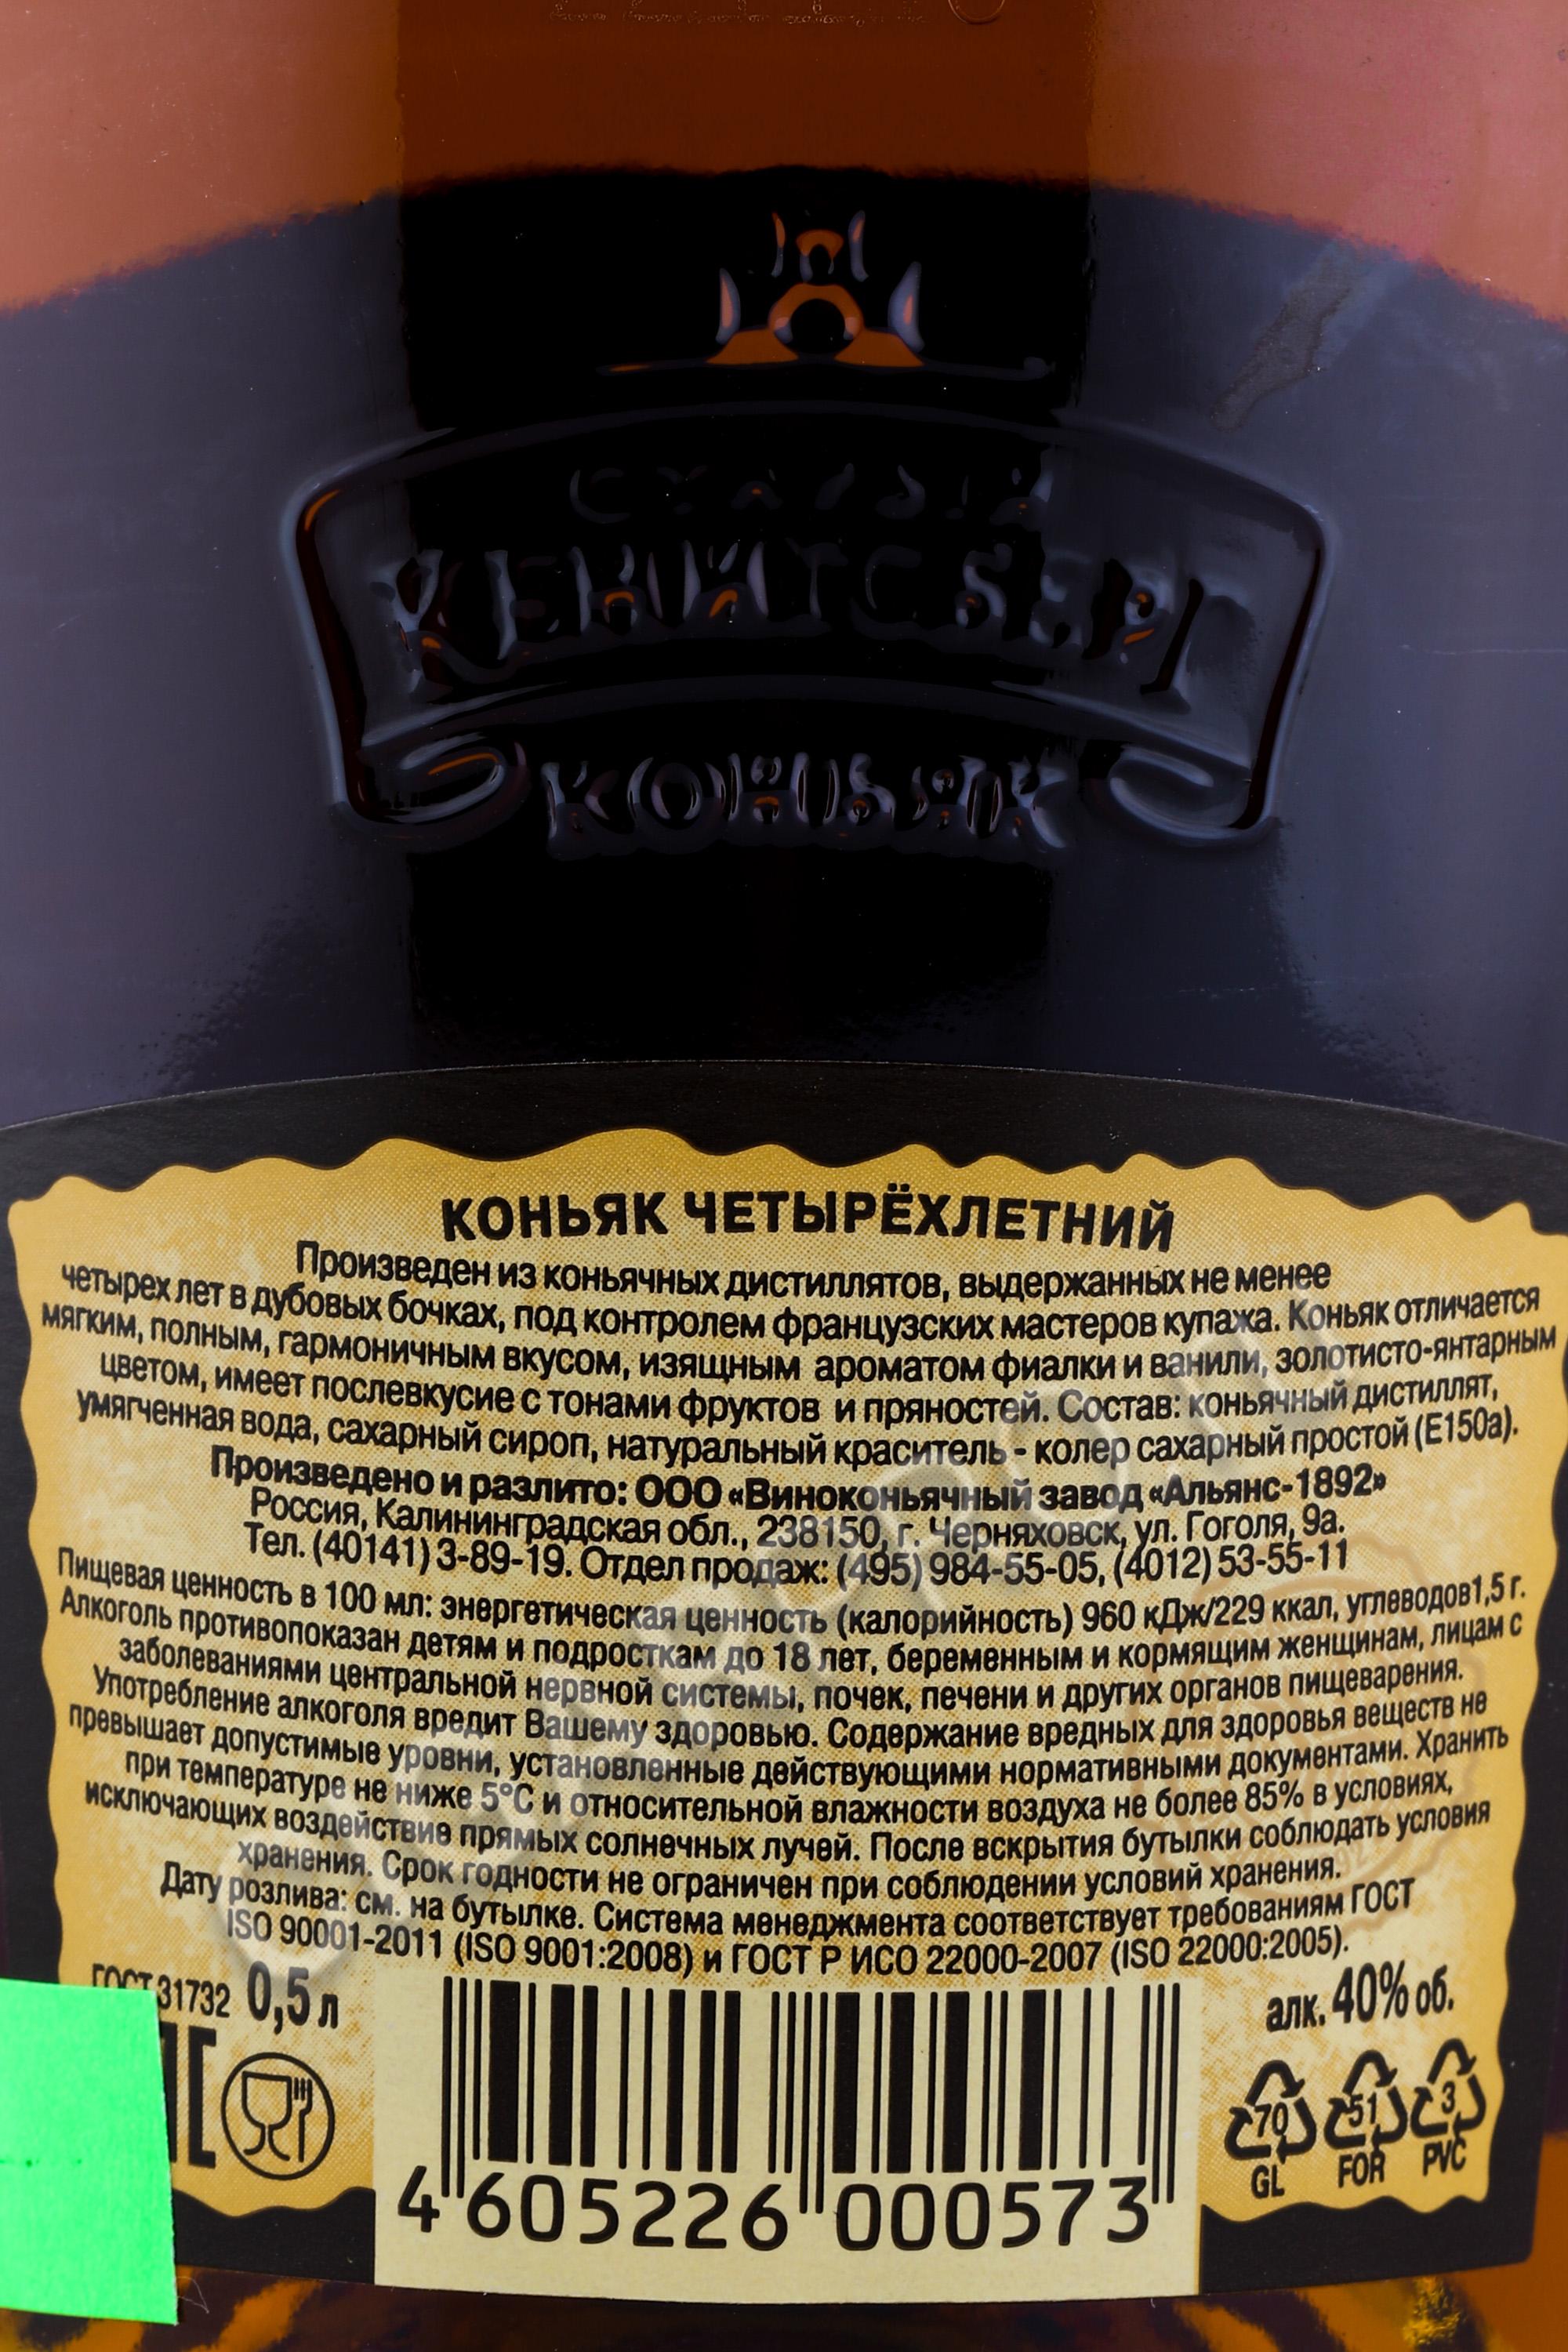 СТАРЫЙ
КЕНИГСБЕРГ
КОНЬЯК
КОНЬЯК ЧЕТЫРЁХЛЕТНИЙ
Произведен из коньячных дистиллятов, выдержанных не менее
четырех лет в дубовых бочках, под контролем французских мастеров купажа. Коньяк отличается
мягким, полным, гармоничным вкусом, изящным ароматом фиалки и ванили, золотисто-янтарным
цветом, имеет послевкусие с тонами фруктов и пряностей. Состав: коньячный дистиллят,
умягченная вода, сахарный сироп, натуральный краситель - колер сахарный простой (Е150а).
Произведено и разлито: ООО «Виноконьячный завод «Альянс-1892»
Россия, Калининградская обл., 238150, г. Черняховск, ул. Гоголя, 9а.
Тел. (40141) 3-89-19. Отдел продаж: (495) 984-55-05, (4012) 53-55-11
Пищевая ценность в 100 мл: энергетическая ценность (калорийность) 960 кДж/229 ккал, углеводов1,5 г.
Алкоголь противопоказан детям и подросткам до 18 лет, беременным и кормящим женщинам, лицам с
заболеваниями центральной нервной системы, почек, печени и других органов пищеварения.
Употребление алкоголя вредит Вашему здоровью. Содержание вредных для здоровья веществ не
превышает допустимые уровни, установленные действующими нормативными документами. Хранить
при температуре не ниже 5°С и относительной влажности воздуха не более 85% в условиях,
исключающих воздействие прямых солнечных лучей. После вскрытия бутылки соблюдать условия
хранения. Срок годности не ограничен при соблюдении условий хранения.
Дату розлива: см. на бутылке. Система менеджмента соответствует требованиям ГОСТ
ISO 90001-2011 (ISO 9001:2008) и ГОСТ Р ИСО 22000-2007 (ISO 22000:2005).
ГОСТ 31732 0,5 л
алк. 40% об.
70 51 3
GL FOR PVC
4 605226 000573